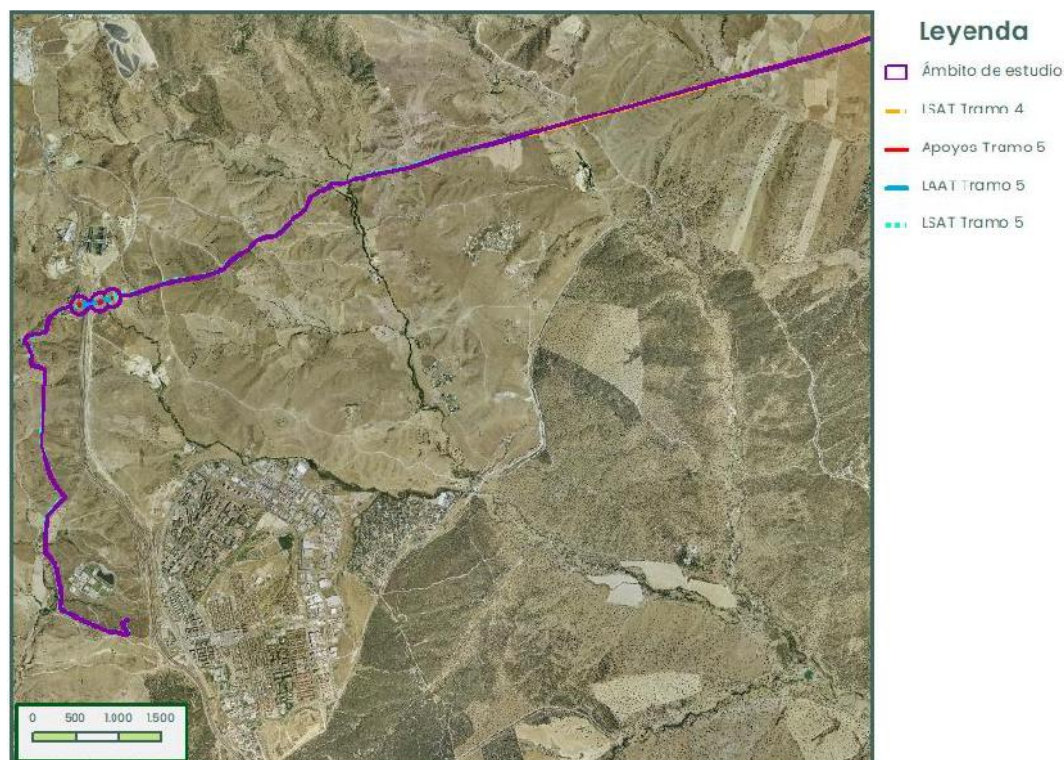 Leyenda
Ámbito de estudio
LSAT Tramo 4
Apoyos Tramo 5
LAAT Tramo 5
LSAT Tramo 5
0 500 1.000 1.500